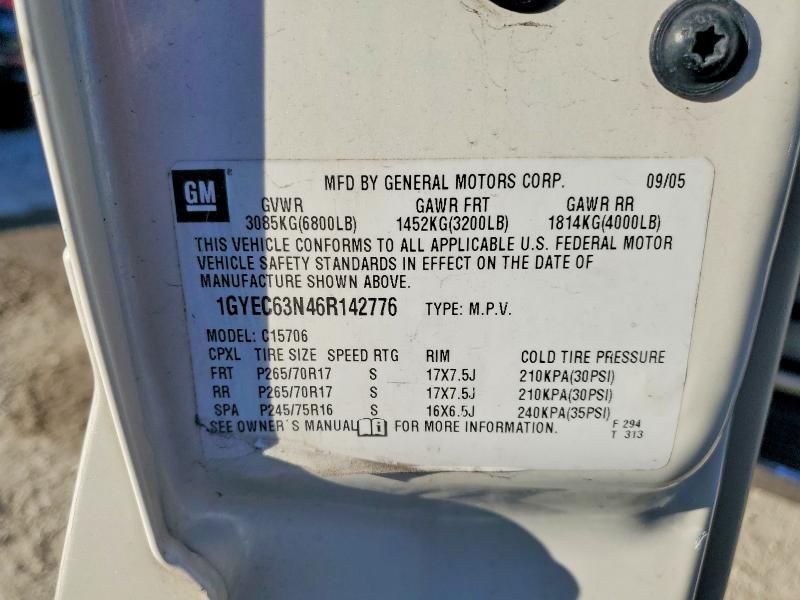 GM ® MFD BY GENERAL MOTORS CORP. 09/05
GVWR GAWR FRT GAWR RR
3085KG(6800LB) 1452KG(3200LB) 1814KG(4000LB)
THIS VEHICLE CONFORMS TO ALL APPLICABLE U.S. FEDERAL MOTOR
VEHICLE SAFETY STANDARDS IN EFFECT ON THE DATE OF
MANUFACTURE SHOWN ABOVE.
1GYEC63N46R142776 TYPE: M.P.V.
MODEL: C15706
CPXL TIRE SIZE SPEED RTG RIM COLD TIRE PRESSURE
FRT P265/70R17 S 17X7.5J 210KPA(30PSI)
RR P265/70R17 S 17X7.5J 210KPA(30PSI)
SPA P245/75R16 S 16X6.5J 240KPA(35PSI)
SEE OWNER'S MANUAL i FOR MORE INFORMATION. F 294
T 313